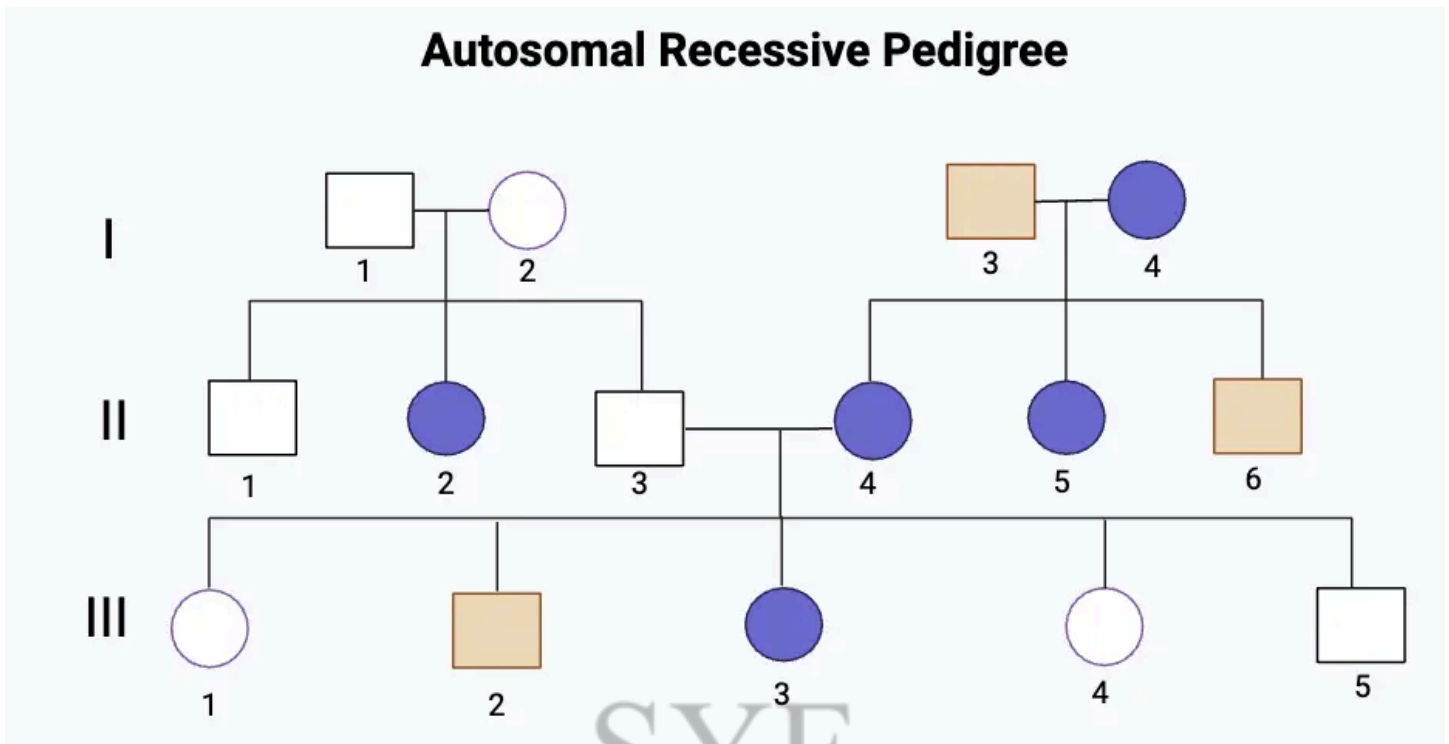 Autosomal Recessive Pedigree
I
1 2 3 4
II
1 2 3 4 5 6
III
1 2 3 4 5